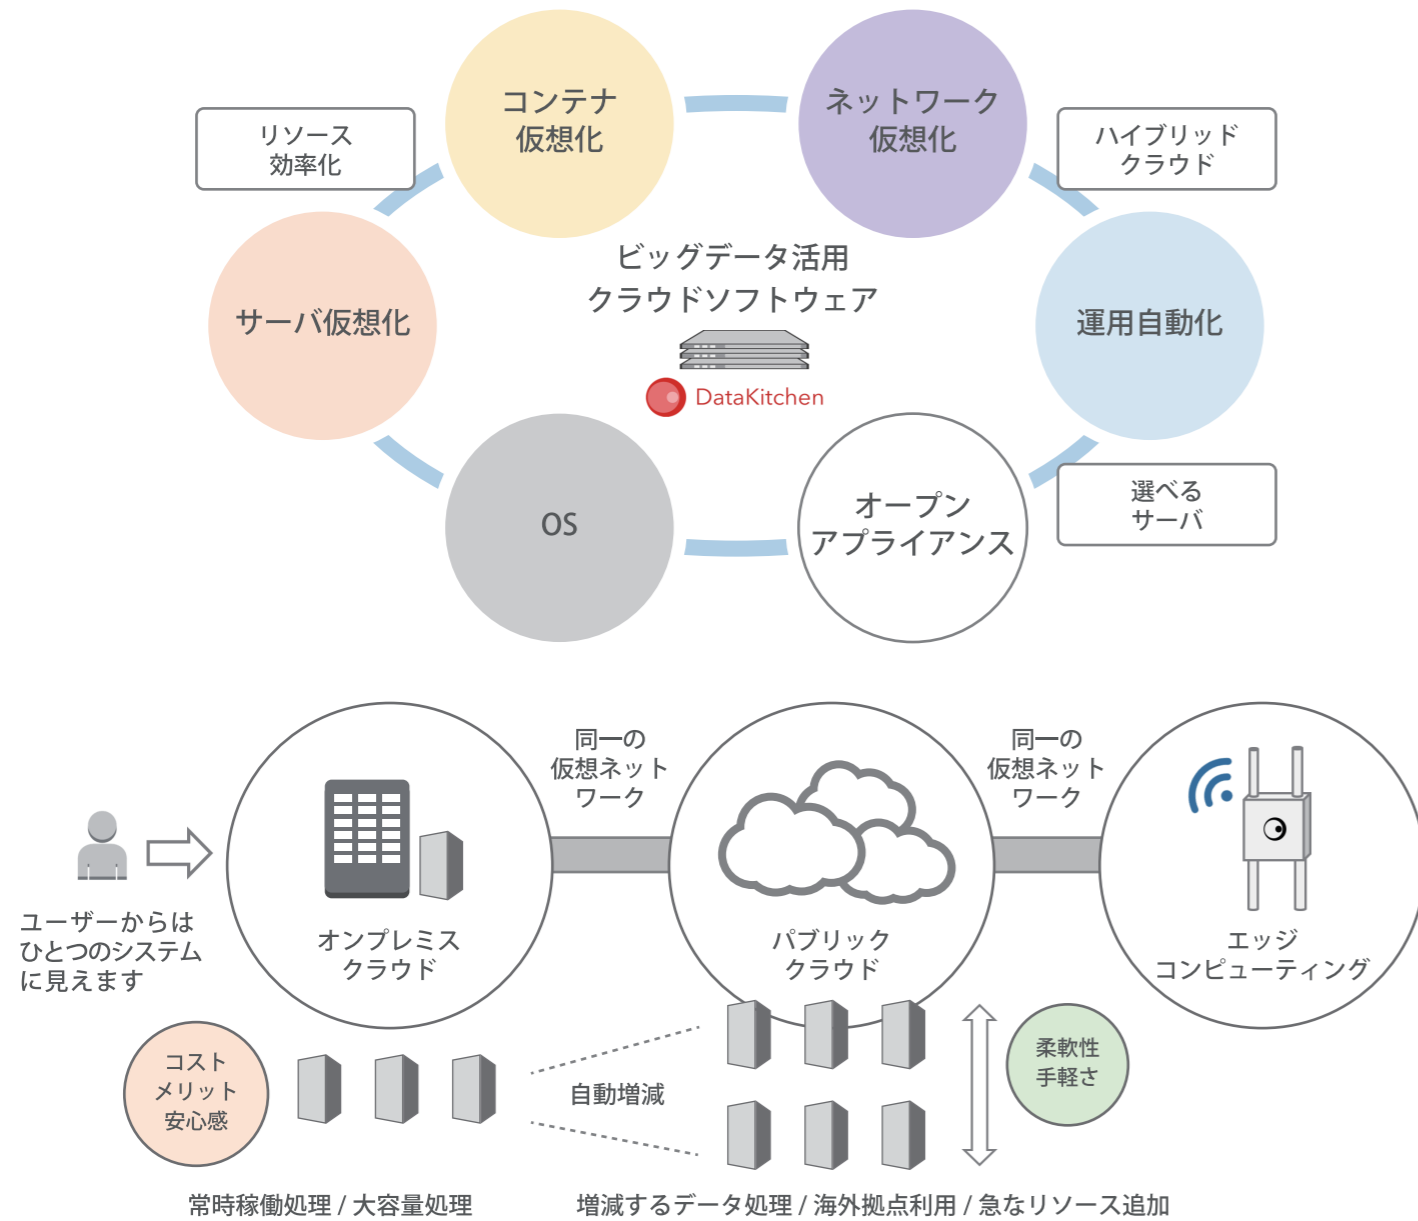 コンテナ
仮想化
ネットワーク
仮想化
リソース
効率化
ハイブリッド
クラウド
ビッグデータ活用
クラウドソフトウェア
サーバ仮想化
運用自動化
DataKitchen
OS
オープン
アプライアンス
選べる
サーバ
同一の
仮想ネット
ワーク
同一の
仮想ネット
ワーク
ユーザーからは
ひとつのシステム
に見えます
オンプレミス
クラウド
パブリック
クラウド
エッジ
コンピューティング
コスト
メリット
安心感
自動増減
柔軟性
手軽さ
常時稼働処理 / 大容量処理
増減するデータ処理 / 海外拠点利用 / 急なリソース追加